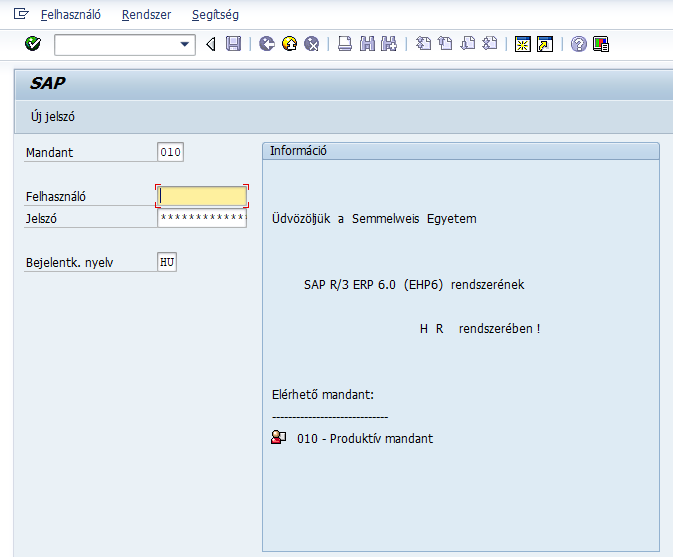 Felhasználó Rendszer Segítség
SAP
Új jelszó
Mandant 010
Felhasználó
Jelszó ************
Bejelentk. nyelv HU
Információ
Üdvözöljük a Semmelweis Egyetem
SAP R/3 ERP 6.0 (EHP6) rendszerének
H R rendszerében !
Elérhető mandant:
-----------------------------
010 - Produktív mandant